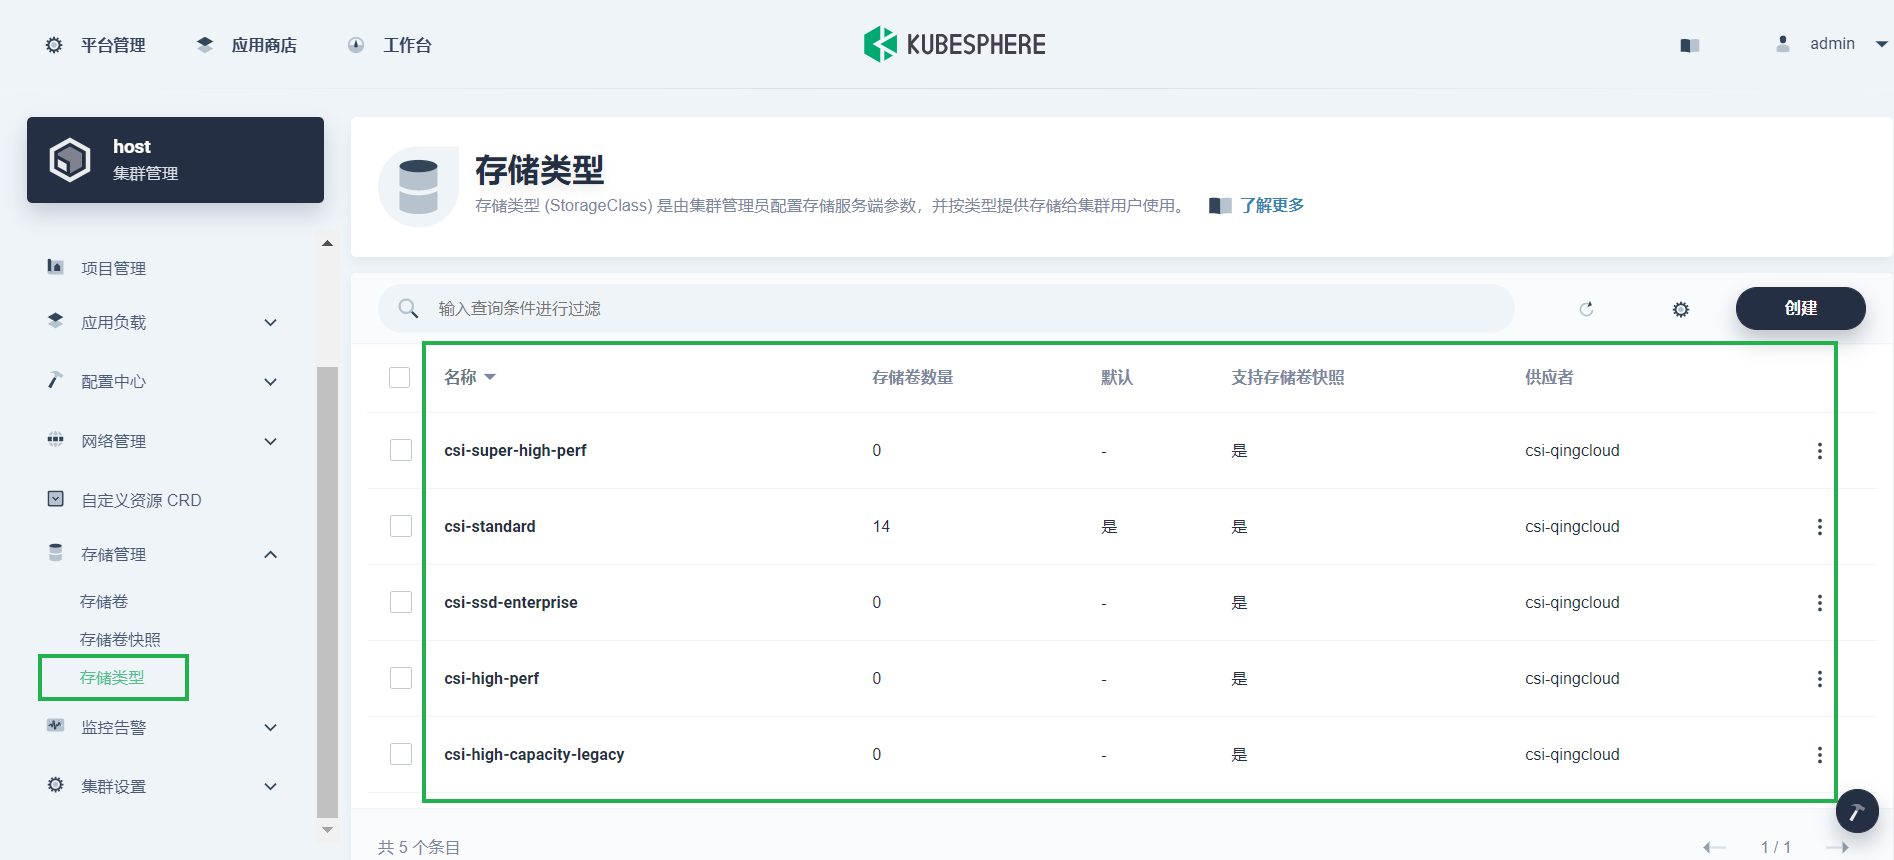 平台管理 应用商店 工作台 KUBESPHERE admin
host
集群管理
项目管理
应用负载
配置中心
网络管理
自定义资源 CRD
存储管理
存储卷
存储卷快照
存储类型
监控告警
集群设置
存储类型
存储类型 (StorageClass) 是由集群管理员配置存储服务端参数，并按类型提供存储给集群用户使用。 了解更多
输入查询条件进行过滤 创建
名称 存储卷数量 默认 支持存储卷快照 供应者
csi-super-high-perf 0 - 是 csi-qingcloud
csi-standard 14 是 是 csi-qingcloud
csi-ssd-enterprise 0 - 是 csi-qingcloud
csi-high-perf 0 - 是 csi-qingcloud
csi-high-capacity-legacy 0 - 是 csi-qingcloud
共 5 个条目 1 / 1